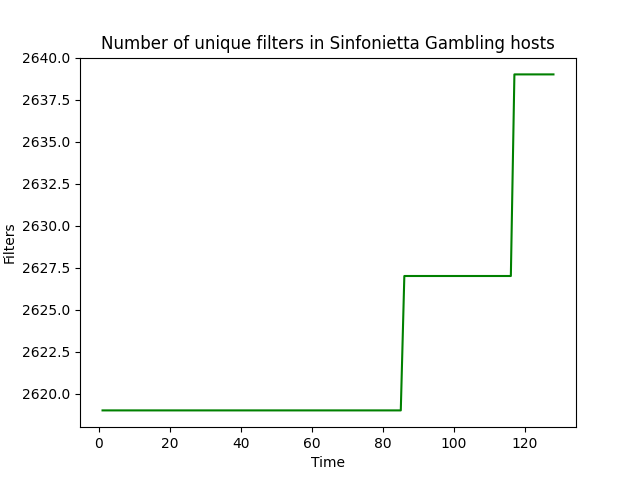 Number of unique filters in Sinfonietta Gambling hosts
2640.0
2637.5
2635.0
2632.5
2630.0
2627.5
2625.0
2622.5
2620.0
Filters
0 20 40 60 80 100 120
Time